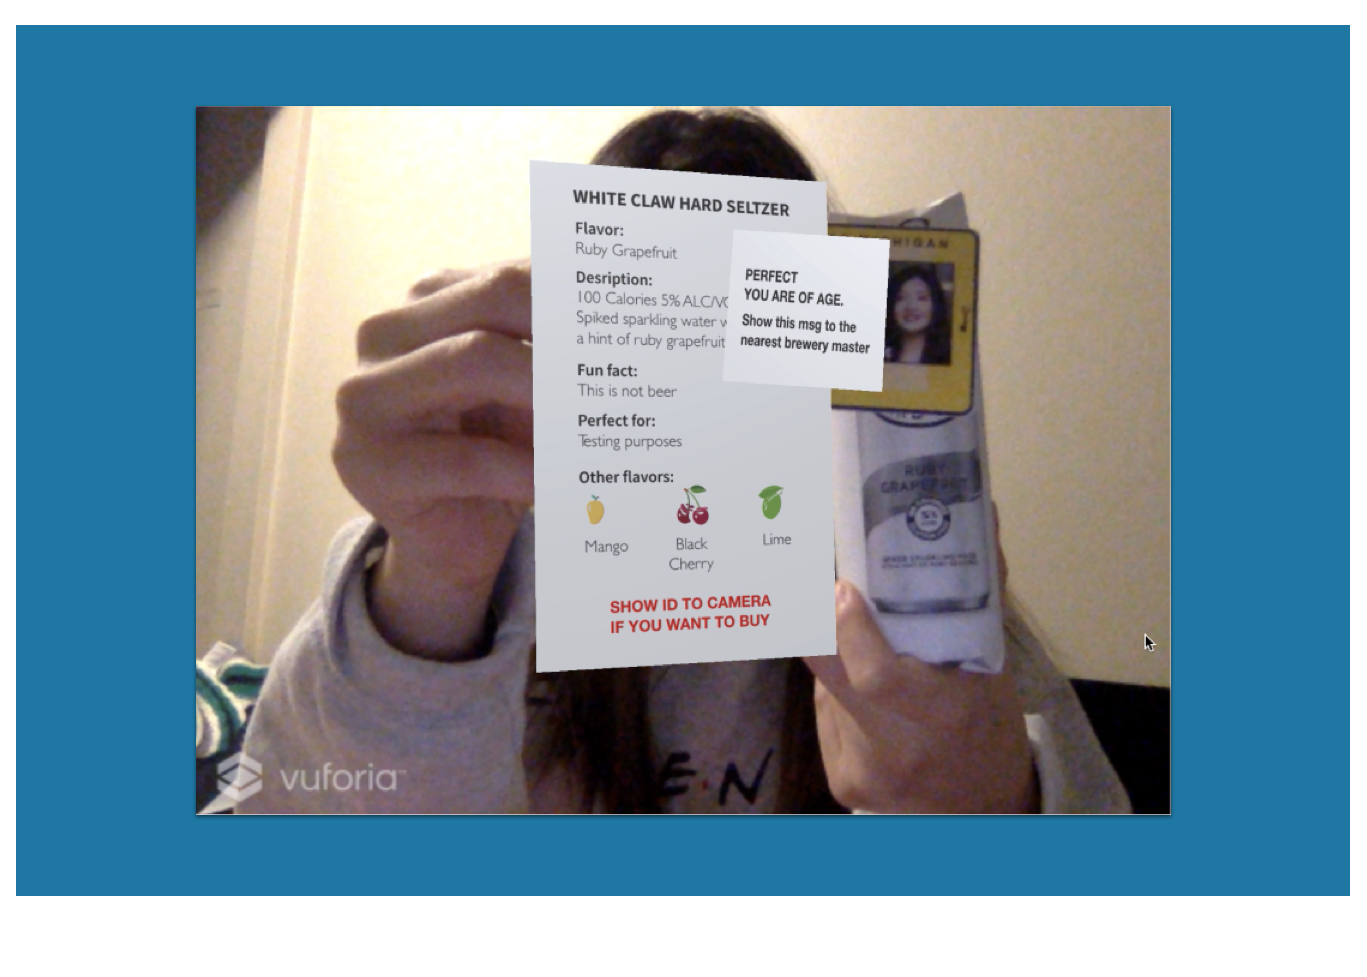 WHITE CLAW HARD SELTZER
Flavor:
Ruby Grapefruit
Desription:
100 Calories 5% ALC/VO
Spiked sparkling water w
a hint of ruby grapefruit
Fun fact:
This is not beer
Perfect for:
Testing purposes
Other flavors:
Mango
Black
Cherry
Lime
SHOW ID TO CAMERA
IF YOU WANT TO BUY
PERFECT
YOU ARE OF AGE.
Show this msg to the
nearest brewery master
HIGAN
RUBY
GRAPEFRUIT
5%
E.N
vuforia